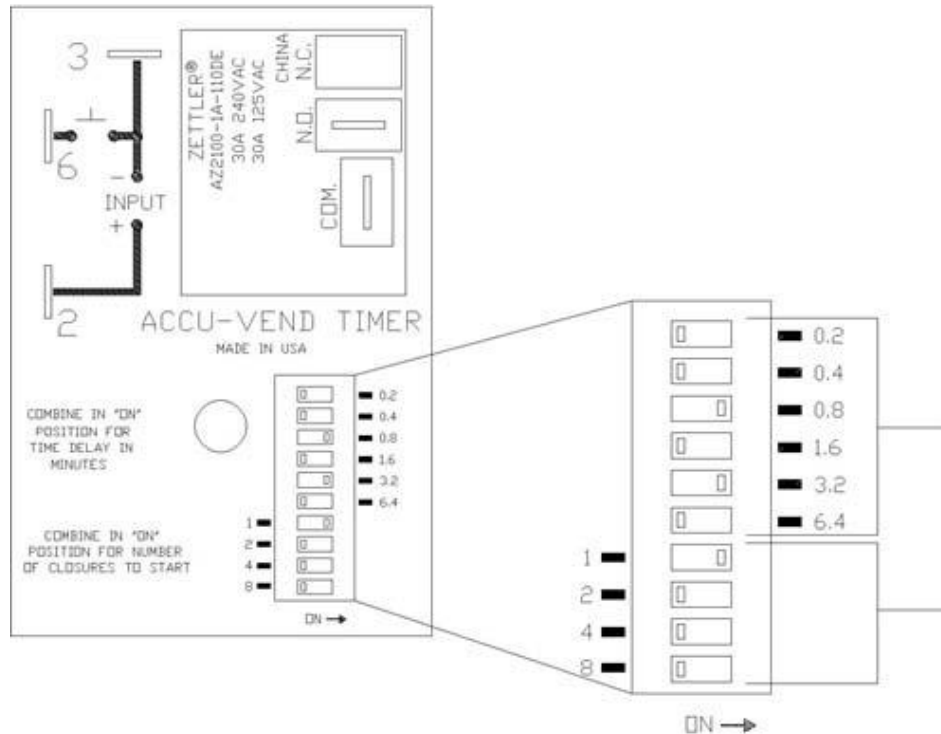 3
6
-
INPUT
+
2
ZETTLER®
AZ2100-1A-110DE
30A 240VAC
30A 125VAC
CHINA
N.C.
N.O.
COM.
ACCU-VEND TIMER
MADE IN USA
COMBINE IN "ON"
POSITION FOR
TIME DELAY IN
MINUTES
0.2
0.4
0.8
1.6
3.2
6.4
COMBINE IN "ON"
POSITION FOR NUMBER
OF CLOSURES TO START
1
2
4
8
ON
0.2
0.4
0.8
1.6
3.2
6.4
1
2
4
8
ON